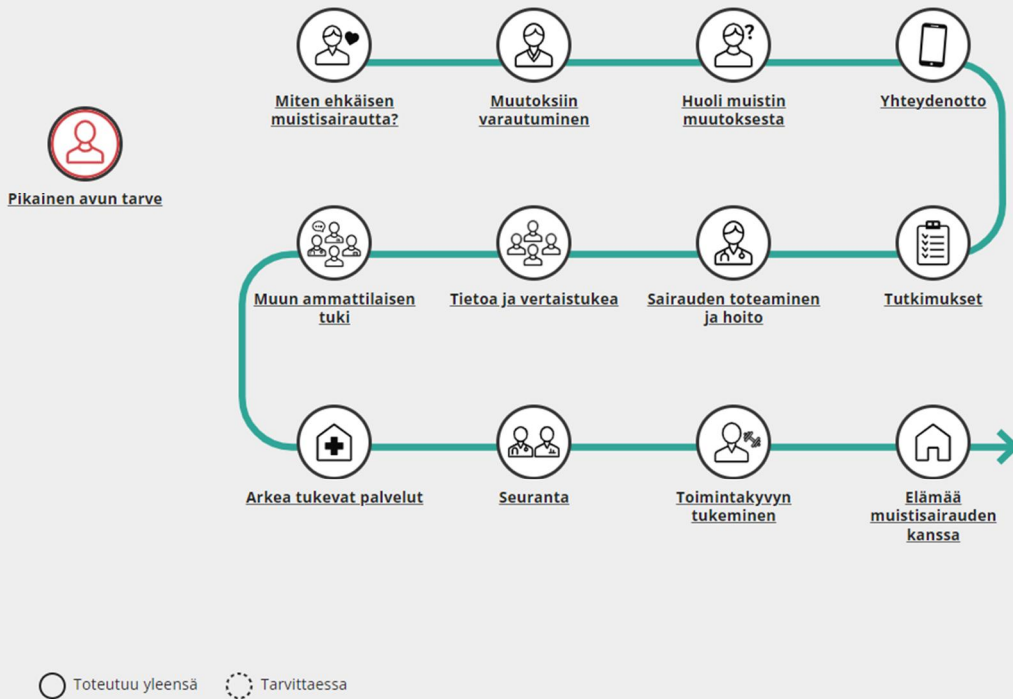 ?
Miten ehkäisen
muistisairautta?
Muutoksiin
varautuminen
Huoli muistin
muutoksesta
Yhteydenotto
Pikainen avun tarve
Muun ammattilaisen
tuki
Tietoa ja vertaistukea
Sairauden toteaminen
ja hoito
Tutkimukset
Arkea tukevat palvelut
Seuranta
Toimintakyvyn
tukeminen
Elämää
muistisairauden
kanssa
Toteutuu yleensä
Tarvittaessa